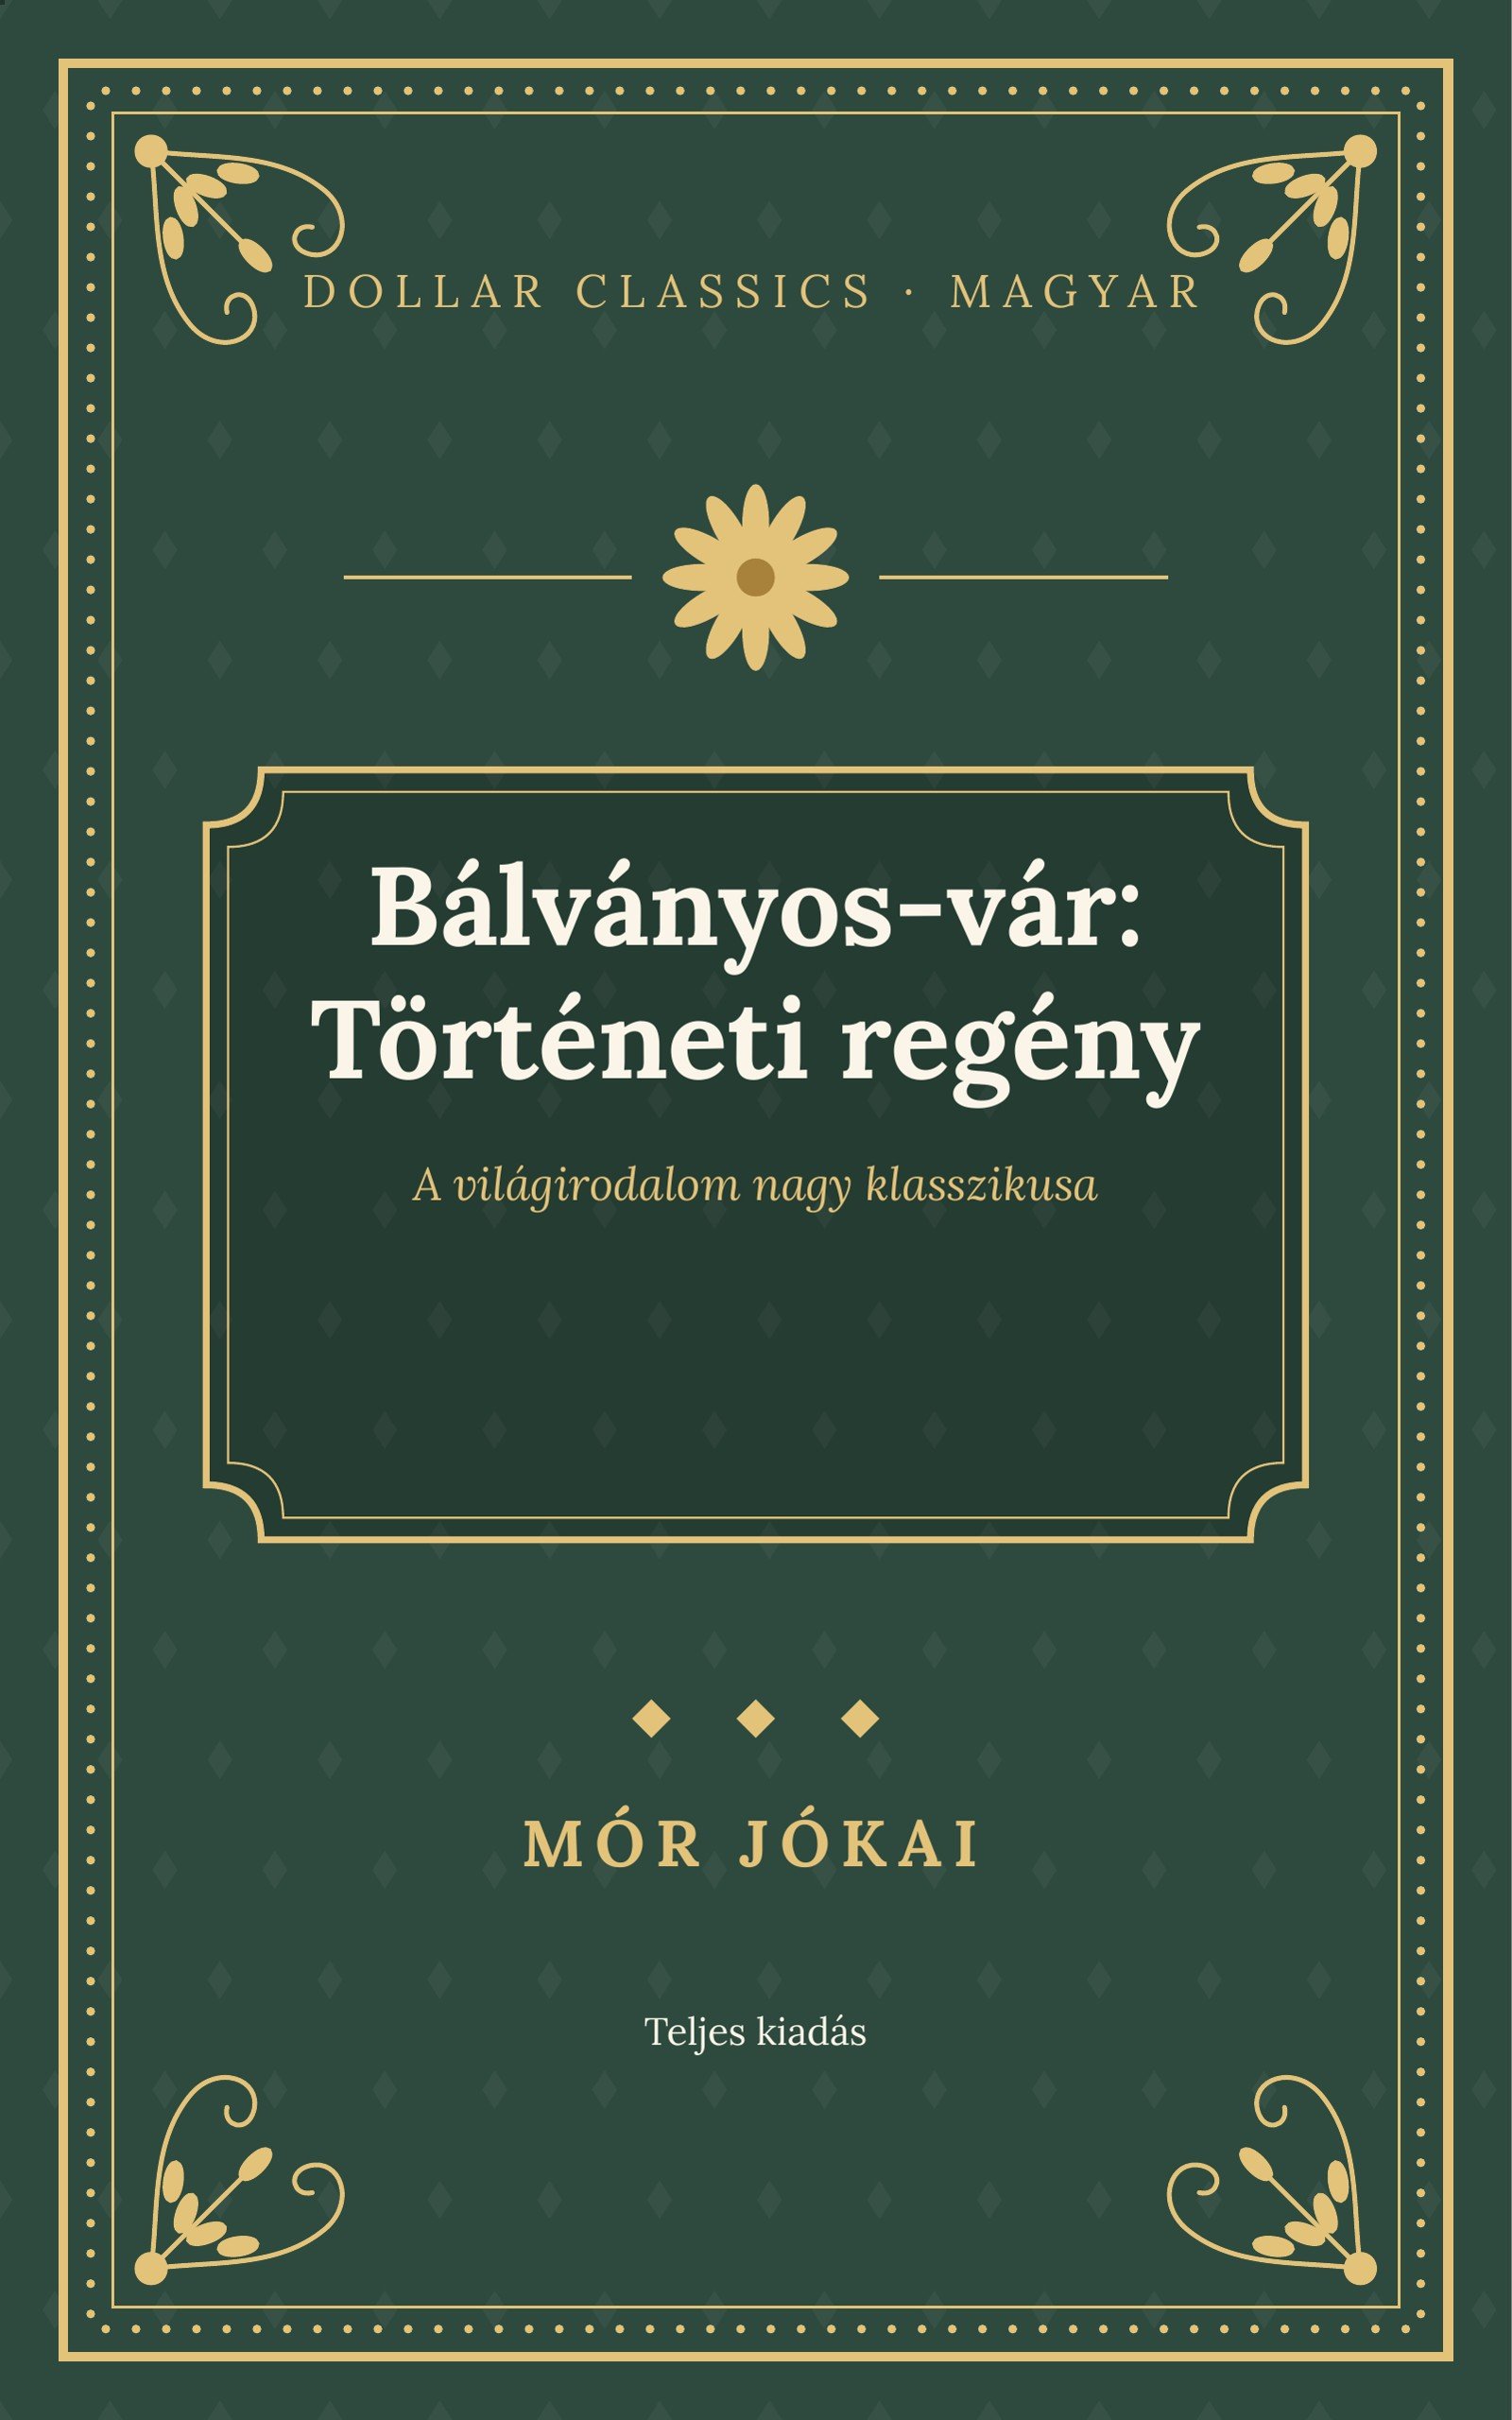 DOLLAR CLASSICS · MAGYAR
Bálványos-vár:
Történeti regény
A világirodalom nagy klasszikusa
MÓR JÓKAI
Teljes kiadás